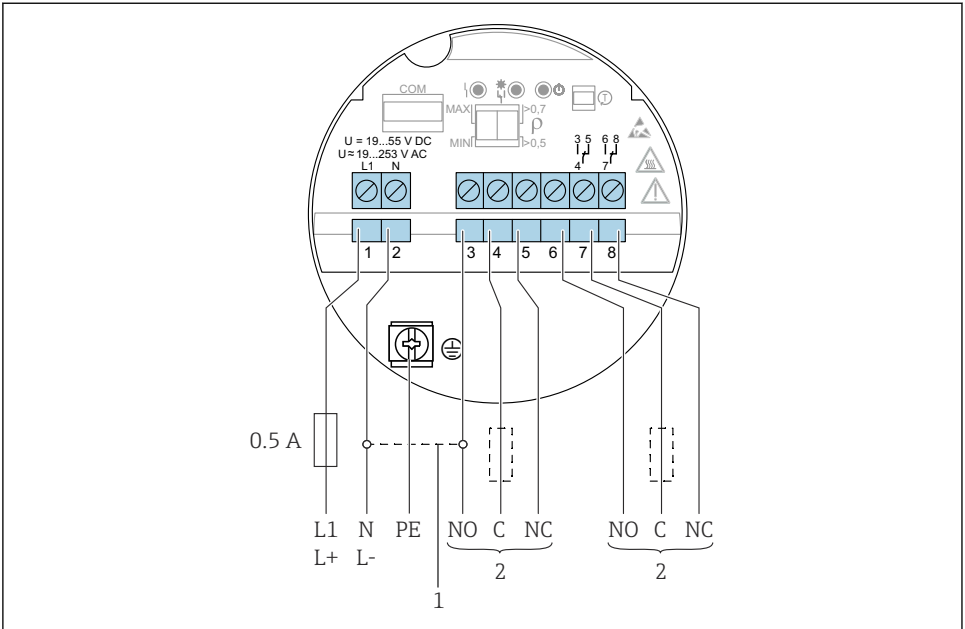 COM
MAX >0,7
ρ
MIN >0,5
T
U = 19...55 V DC
U≂19...253 V AC
L1 N
3 5 6 8
4 7
1 2 3 4 5 6 7 8
0.5 A
L1 N PE NO C NC NO C NC
L+ L-
2 2
1